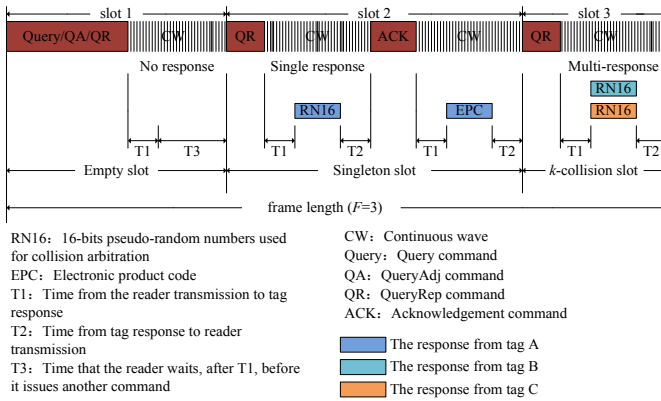 slot 1 slot 2 slot 3
Query/QA/QR CW QR CW ACK CW QR CW
No response Single response Multi-response
RN16
RN16 EPC RN16
T1 T3 T1 T2 T1 T2 T1 T2
Empty slot Singleton slot k-collision slot
frame length (F=3)
RN16：16-bits pseudo-random numbers used
for collision arbitration
EPC：Electronic product code
T1：Time from the reader transmission to tag
response
T2：Time from tag response to reader
transmission
T3：Time that the reader waits, after T1, before
it issues another command
CW：Continuous wave
Query：Query command
QA：QueryAdj command
QR：QueryRep command
ACK：Acknowledgement command
The response from tag A
The response from tag B
The response from tag C